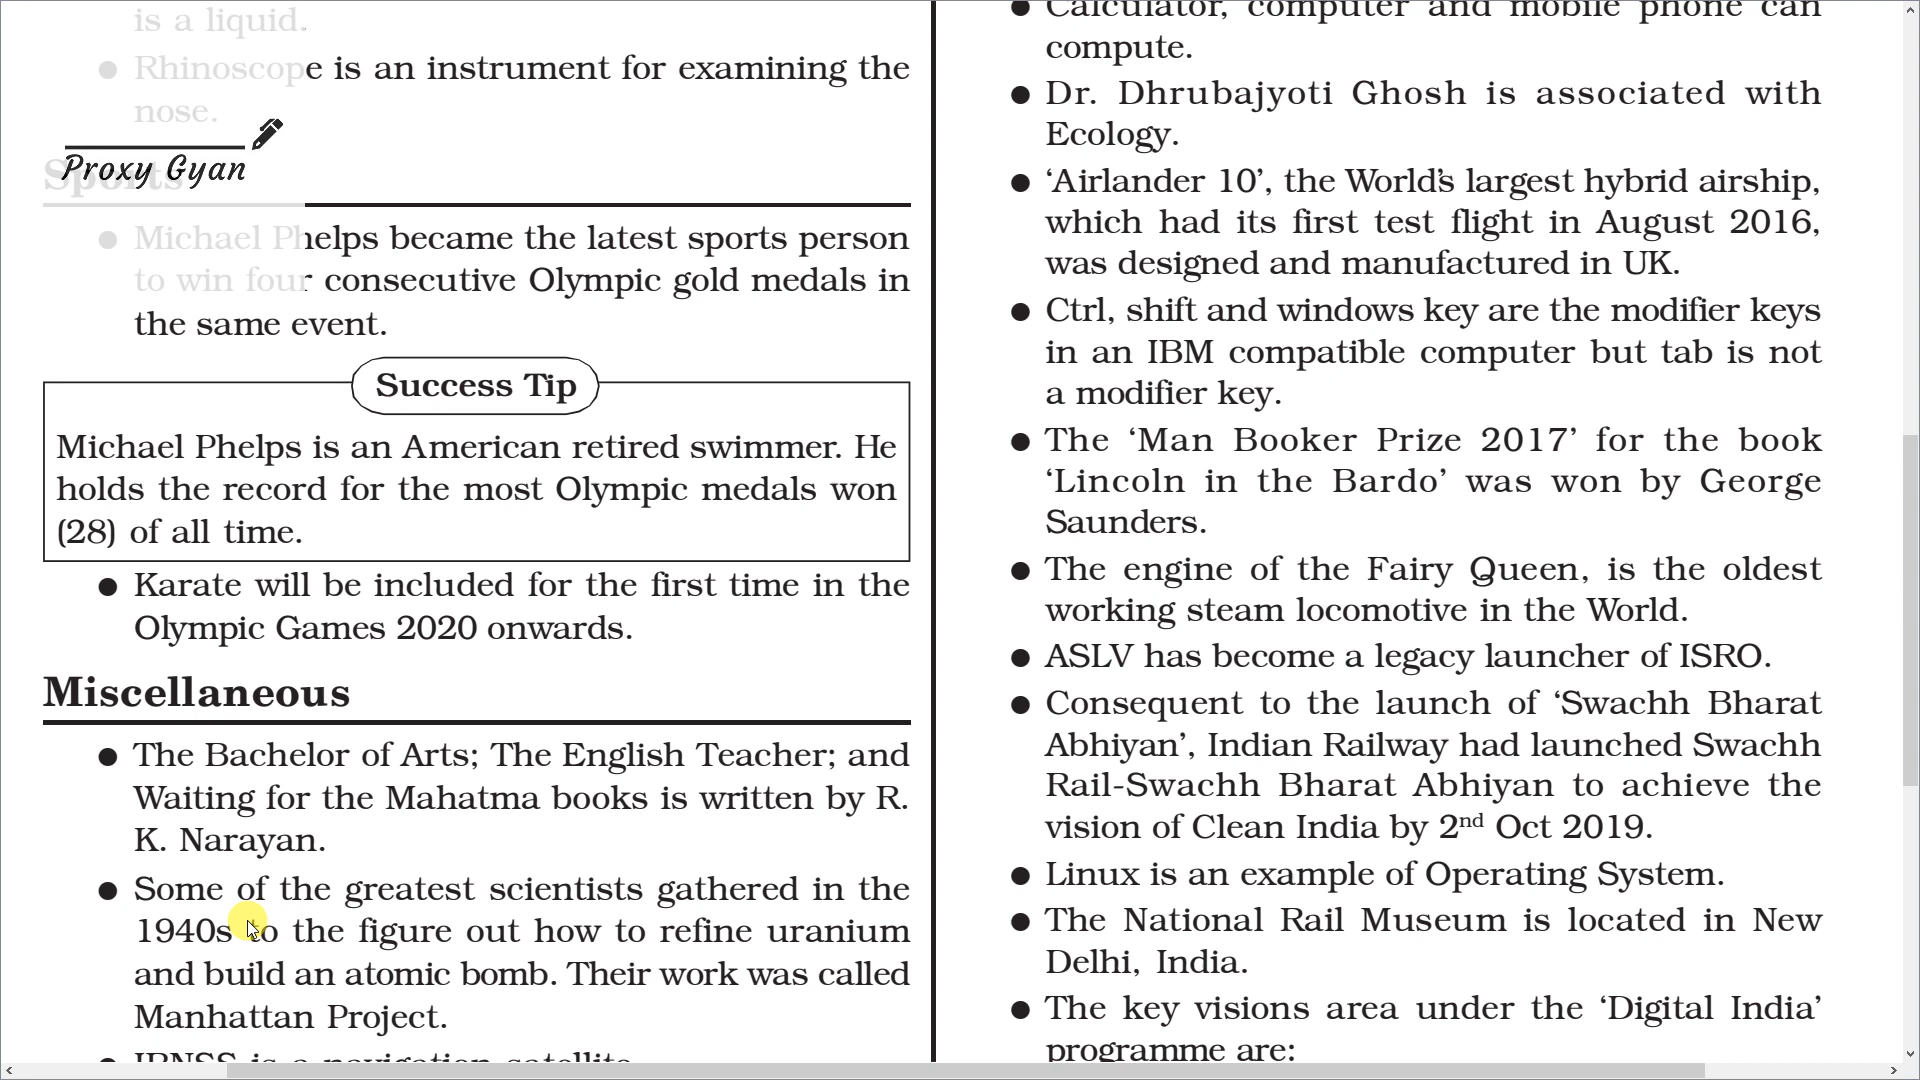 is a liquid.
● Rhinoscope is an instrument for examining the
nose.
Proxy Gyan
Sports
● Michael Phelps became the latest sports person
to win four consecutive Olympic gold medals in
the same event.
Success Tip
Michael Phelps is an American retired swimmer. He
holds the record for the most Olympic medals won
(28) of all time.
● Karate will be included for the first time in the
Olympic Games 2020 onwards.
Miscellaneous
● The Bachelor of Arts; The English Teacher; and
Waiting for the Mahatma books is written by R.
K. Narayan.
● Some of the greatest scientists gathered in the
1940s to the figure out how to refine uranium
and build an atomic bomb. Their work was called
Manhattan Project.
● IRNSS is a navigation satellite
● Calculator, computer and mobile phone can
compute.
● Dr. Dhrubajyoti Ghosh is associated with
Ecology.
● ‘Airlander 10’, the World’s largest hybrid airship,
which had its first test flight in August 2016,
was designed and manufactured in UK.
● Ctrl, shift and windows key are the modifier keys
in an IBM compatible computer but tab is not
a modifier key.
● The ‘Man Booker Prize 2017’ for the book
‘Lincoln in the Bardo’ was won by George
Saunders.
● The engine of the Fairy Queen, is the oldest
working steam locomotive in the World.
● ASLV has become a legacy launcher of ISRO.
● Consequent to the launch of ‘Swachh Bharat
Abhiyan’, Indian Railway had launched Swachh
Rail-Swachh Bharat Abhiyan to achieve the
vision of Clean India by 2nd Oct 2019.
● Linux is an example of Operating System.
● The National Rail Museum is located in New
Delhi, India.
● The key visions area under the ‘Digital India’
programme are: